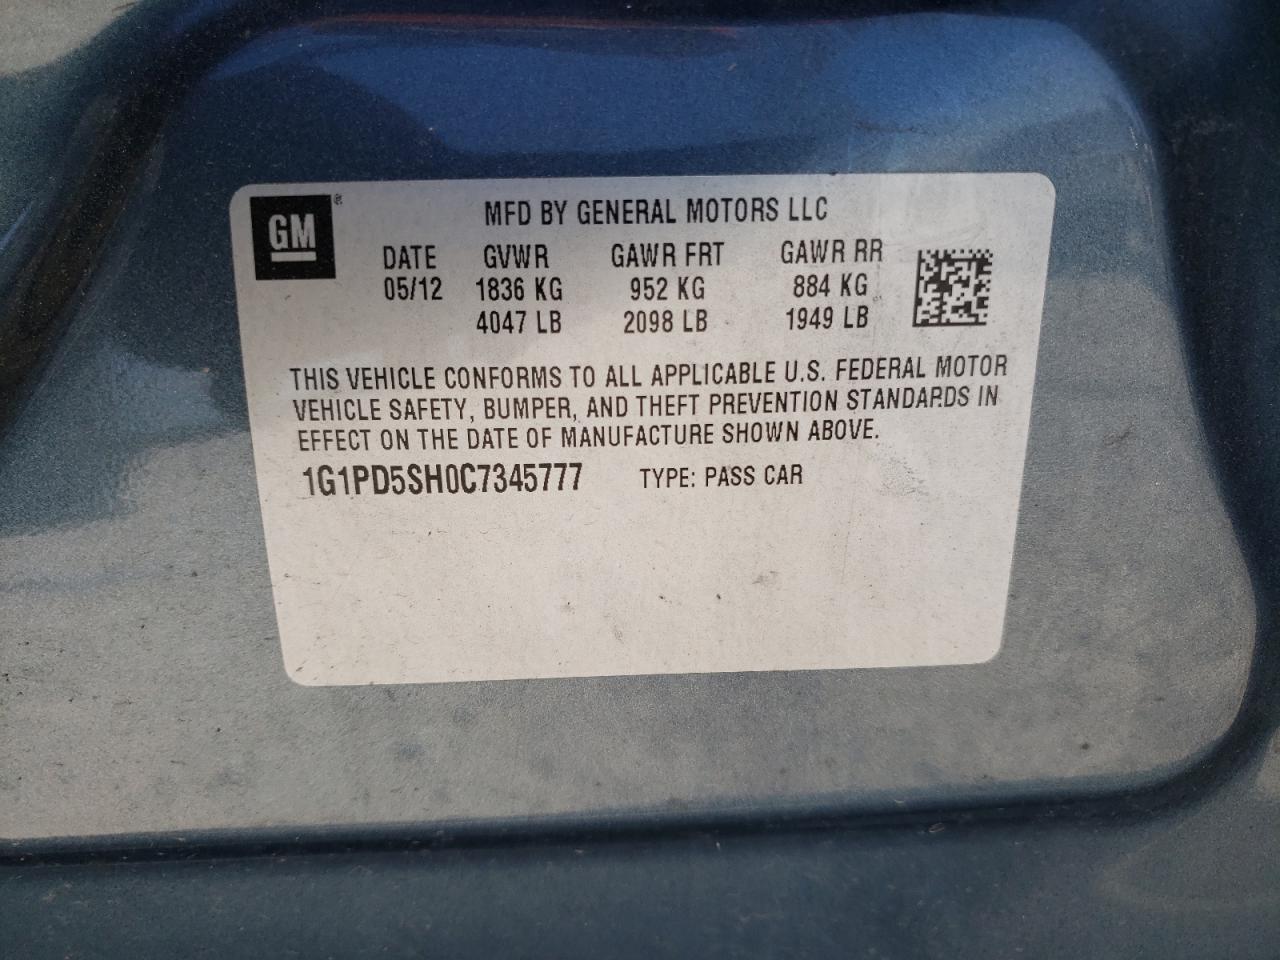 GM ®
MFD BY GENERAL MOTORS LLC
DATE GVWR GAWR FRT GAWR RR
05/12 1836 KG 952 KG 884 KG
4047 LB 2098 LB 1949 LB
THIS VEHICLE CONFORMS TO ALL APPLICABLE U.S. FEDERAL MOTOR
VEHICLE SAFETY, BUMPER, AND THEFT PREVENTION STANDARDS IN
EFFECT ON THE DATE OF MANUFACTURE SHOWN ABOVE.
1G1PD5SH0C7345777 TYPE: PASS CAR